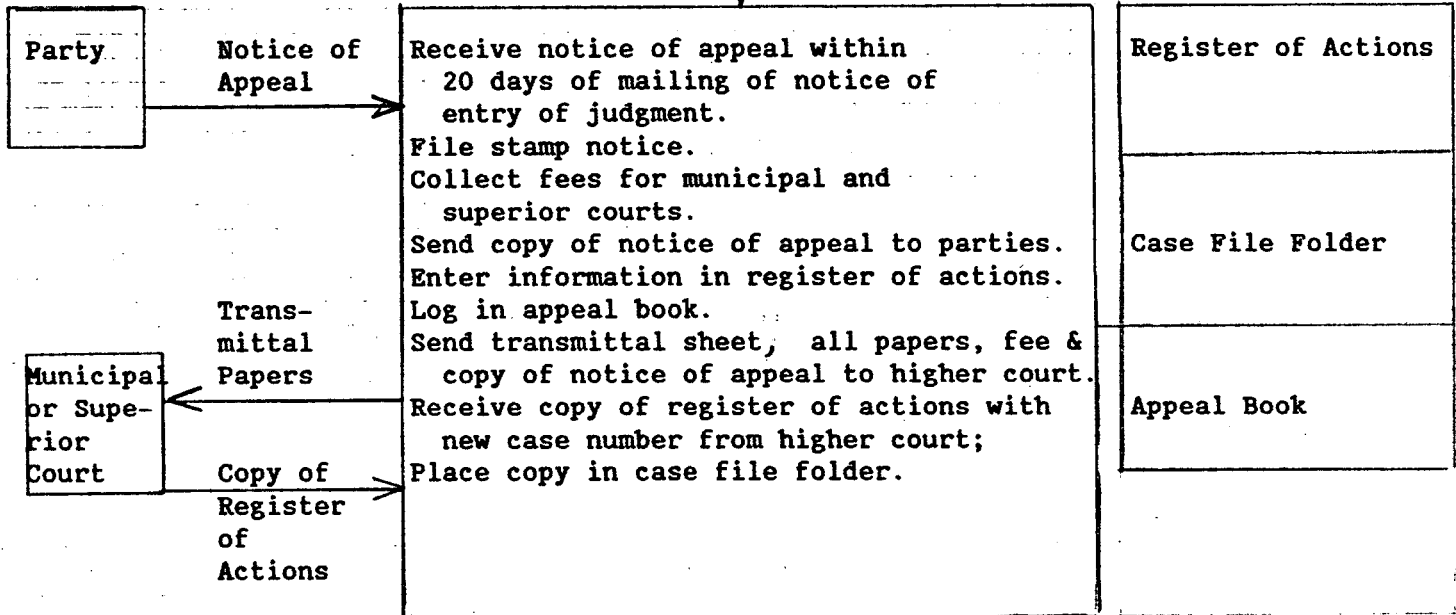 Party
Notice of
Appeal
Receive notice of appeal within
20 days of mailing of notice of
entry of judgment.
File stamp notice.
Collect fees for municipal and
superior courts.
Send copy of notice of appeal to parties.
Enter information in register of actions.
Log in appeal book.
Send transmittal sheet, all papers, fee &
copy of notice of appeal to higher court.
Receive copy of register of actions with
new case number from higher court;
Place copy in case file folder.
Trans-
mittal
Papers
Municipal
or Supe-
rior
Court
Copy of
Register
of
Actions
Register of Actions
Case File Folder
Appeal Book